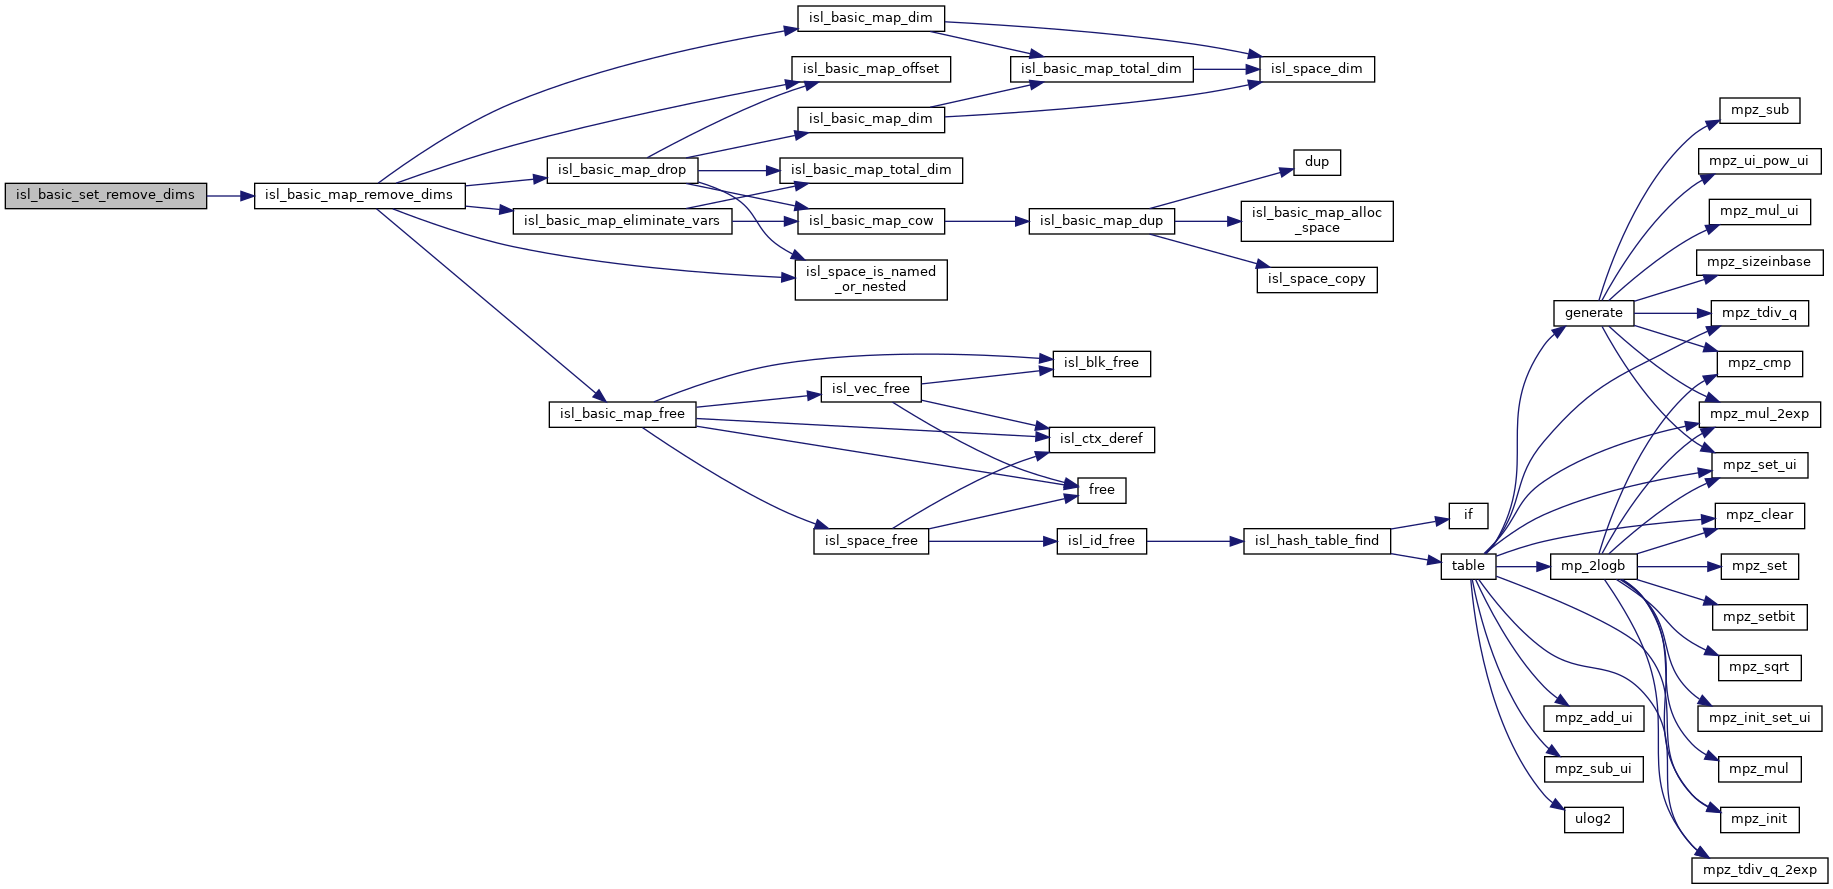 isl_basic_set_remove_dims
isl_basic_map_remove_dims
isl_basic_map_drop
isl_basic_map_eliminate_vars
isl_basic_map_free
isl_basic_map_dim
isl_basic_map_offset
isl_basic_map_dim
isl_basic_map_total_dim
isl_basic_map_cow
isl_space_is_named
_or_nested
isl_vec_free
isl_space_free
isl_basic_map_total_dim
isl_basic_map_dup
isl_blk_free
isl_ctx_deref
free
isl_id_free
isl_space_dim
dup
isl_basic_map_alloc
_space
isl_space_copy
isl_hash_table_find
if
table
generate
mp_2logb
mpz_add_ui
mpz_sub_ui
ulog2
mpz_sub
mpz_ui_pow_ui
mpz_mul_ui
mpz_sizeinbase
mpz_tdiv_q
mpz_cmp
mpz_mul_2exp
mpz_set_ui
mpz_clear
mpz_set
mpz_setbit
mpz_sqrt
mpz_init_set_ui
mpz_mul
mpz_init
mpz_tdiv_q_2exp